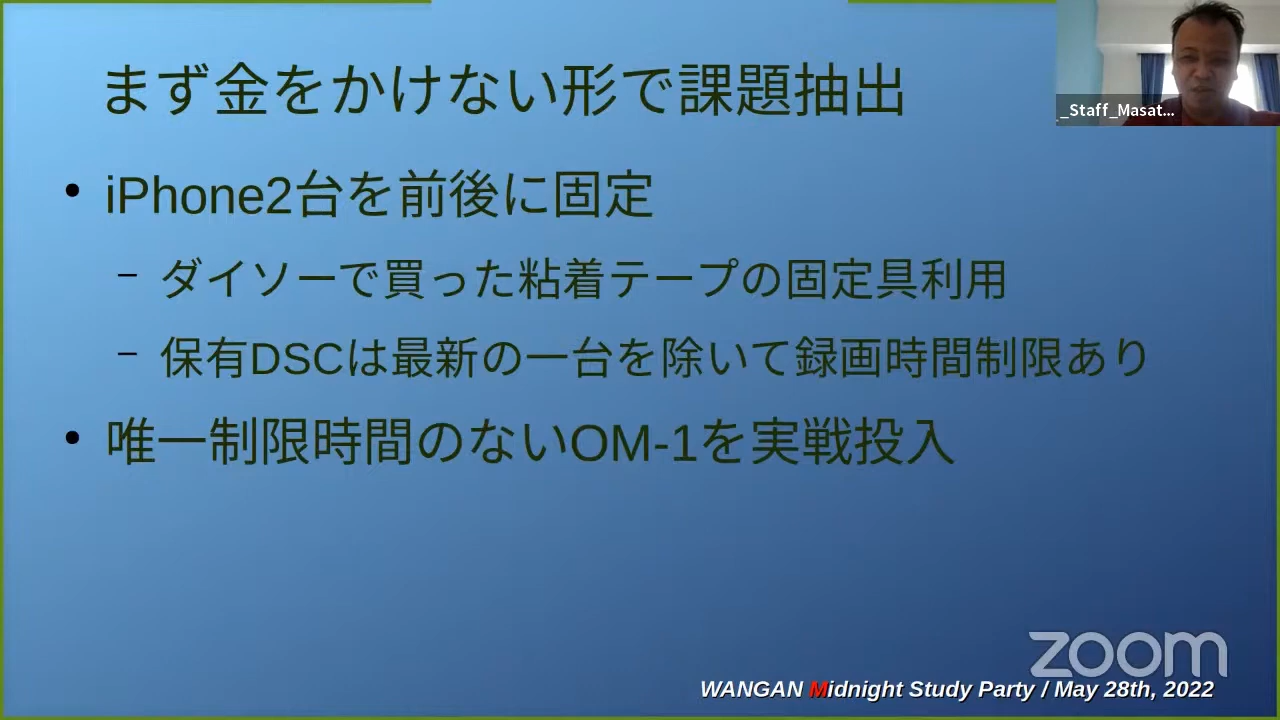 まず金をかけない形で課題抽出
_Staff_Masat...
• iPhone2台を前後に固定
– ダイソーで買った粘着テープの固定具利用
– 保有DSCは最新の一台を除いて録画時間制限あり
• 唯一制限時間のないOM-1を実戦投入
zoom
WANGAN Midnight Study Party / May 28th, 2022